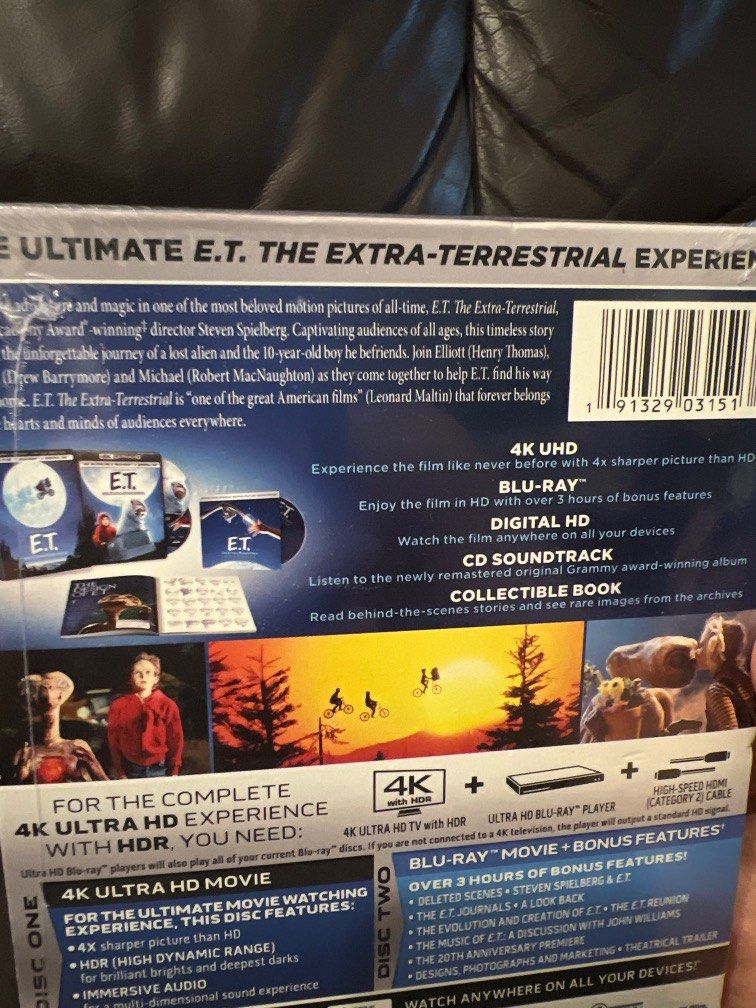 ULTIMATE E.T. THE EXTRA-TERRESTRIAL EXPERIEN
and magic in one of the most beloved motion pictures of all-time, E.T. The Extra-Terrestrial,
Award®-winning‡ director Steven Spielberg. Captivating audiences of all ages, this timeless story
the unforgettable journey of a lost alien and the 10-year-old boy he befriends. Join Elliott (Henry Thomas),
(Drew Barrymore) and Michael (Robert MacNaughton) as they come together to help E.T. find his way
E.T. The Extra-Terrestrial is "one of the great American films" (Leonard Maltin) that forever belongs
hearts and minds of audiences everywhere.
1 91329 03151
4K UHD
Experience the film like never before with 4x sharper picture than HD
BLU-RAY™
Enjoy the film in HD with over 3 hours of bonus features
DIGITAL HD
Watch the film anywhere on all your devices
CD SOUNDTRACK
Listen to the newly remastered original Grammy award-winning album
COLLECTIBLE BOOK
Read behind-the-scenes stories and see rare images from the archives
E.T.
E.T.
E.T.
FOR THE COMPLETE
4K ULTRA HD EXPERIENCE
WITH HDR, YOU NEED:
4K
with HDR
4K ULTRA HD TV with HDR
+
ULTRA HD BLU-RAY™ PLAYER
+
HIGH-SPEED HDMI
(CATEGORY 2) CABLE
Ultra HD Blu-ray™ players will also play all of your current Blu-ray™ discs. If you are not connected to a 4K television, the player will output a standard HD signal.
DISC ONE
4K ULTRA HD MOVIE
FOR THE ULTIMATE MOVIE WATCHING
EXPERIENCE, THIS DISC FEATURES:
• 4X sharper picture than HD
• HDR (HIGH DYNAMIC RANGE)
for brilliant brights and deepest darks
• IMMERSIVE AUDIO
for a multi-dimensional sound experience
DISC TWO
BLU-RAY™ MOVIE + BONUS FEATURES†
OVER 3 HOURS OF BONUS FEATURES!
• DELETED SCENES • STEVEN SPIELBERG & E.T.
• THE E.T. JOURNALS • A LOOK BACK
• THE EVOLUTION AND CREATION OF E.T. • THE E.T. REUNION
• THE MUSIC OF E.T.: A DISCUSSION WITH JOHN WILLIAMS
• THE 20TH ANNIVERSARY PREMIERE
• DESIGNS, PHOTOGRAPHS AND MARKETING • THEATRICAL TRAILER
WATCH ANYWHERE ON ALL YOUR DEVICES!